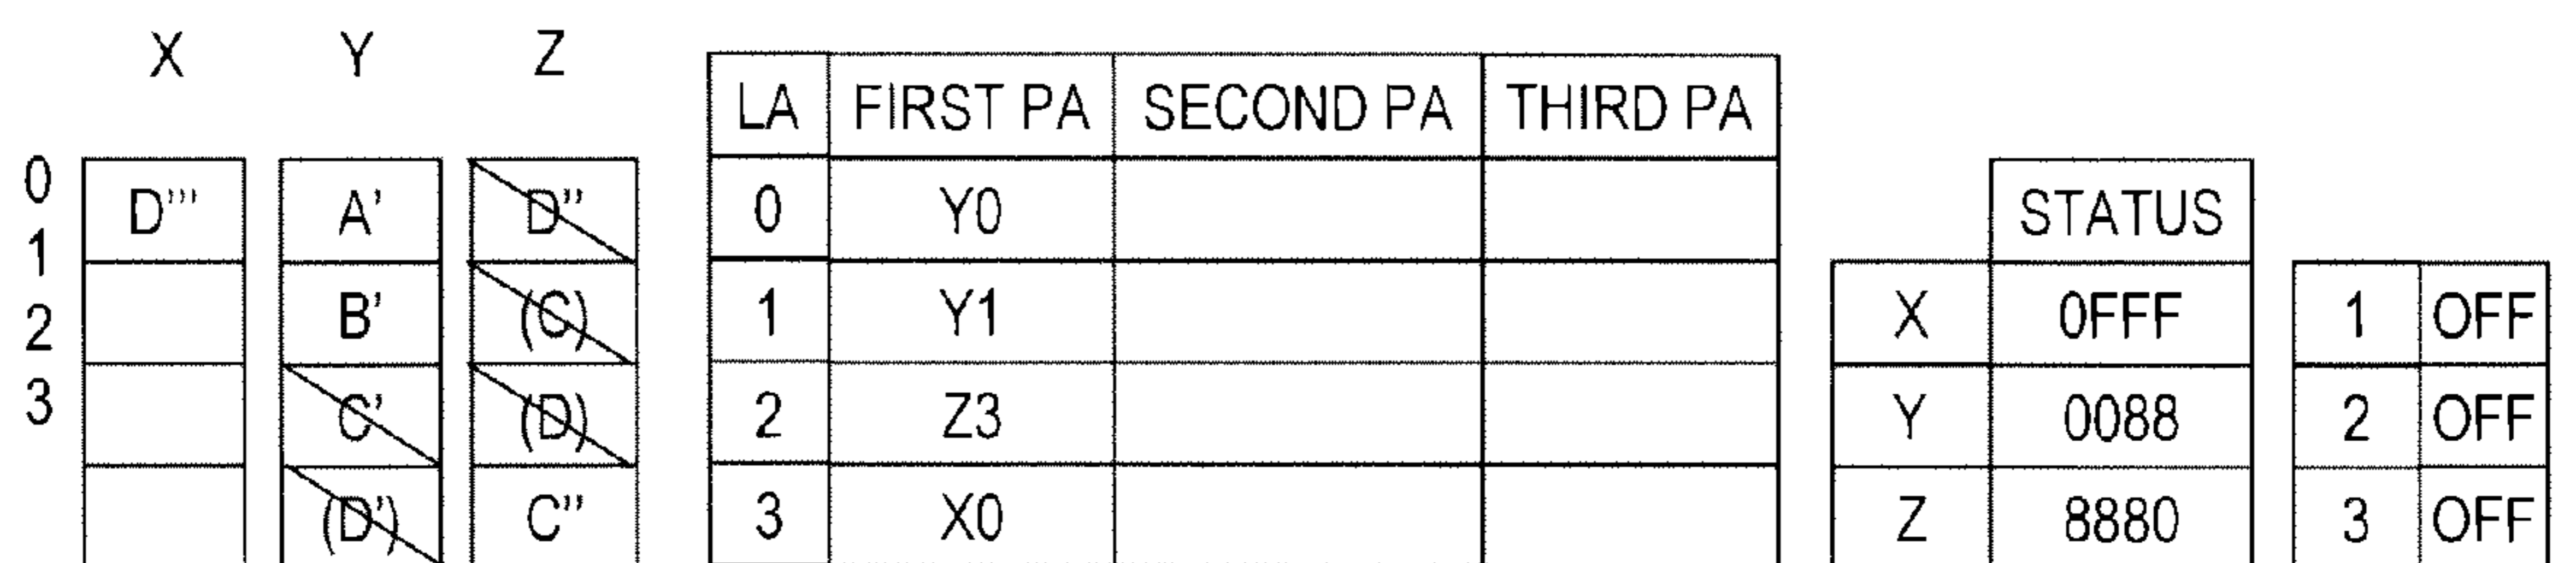 X Y Z
LA FIRST PA SECOND PA THIRD PA
0 D''' A' D'' 0 Y0 STATUS
1 B' (C) 1 Y1 X 0FFF 1 OFF
2 C' (D) 2 Z3 Y 0088 2 OFF
3 (D') C'' 3 X0 Z 8880 3 OFF